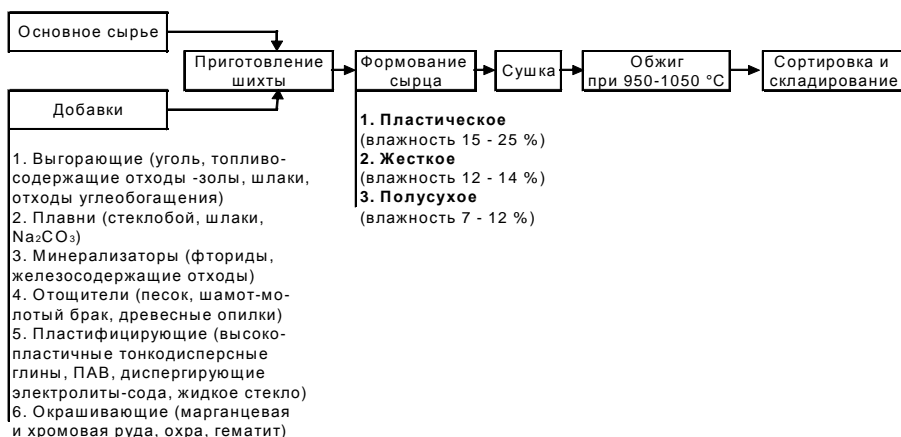 Основное сырье
Приготовление
шихты
Формование
сырца
Сушка
Обжиг
при 950-1050 °С
Сортировка и
складирование
Добавки
1. Выгорающие (уголь, топливо-
содержащие отходы -золы, шлаки,
отходы углеобогащения)
2. Плавни (стеклобой, шлаки,
Na₂CO₃)
3. Минерализаторы (фториды,
железосодержащие отходы)
4. Отощители (песок, шамот-мо-
лотый брак, древесные опилки)
5. Пластифицирующие (высоко-
пластичные тонкодисперсные
глины, ПАВ, диспергирующие
электролиты-сода, жидкое стекло)
6. Окрашивающие (марганцевая
и хромовая руда, охра, гематит)
1. Пластическое
(влажность 15 - 25 %)
2. Жесткое
(влажность 12 - 14 %)
3. Полусухое
(влажность 7 - 12 %)